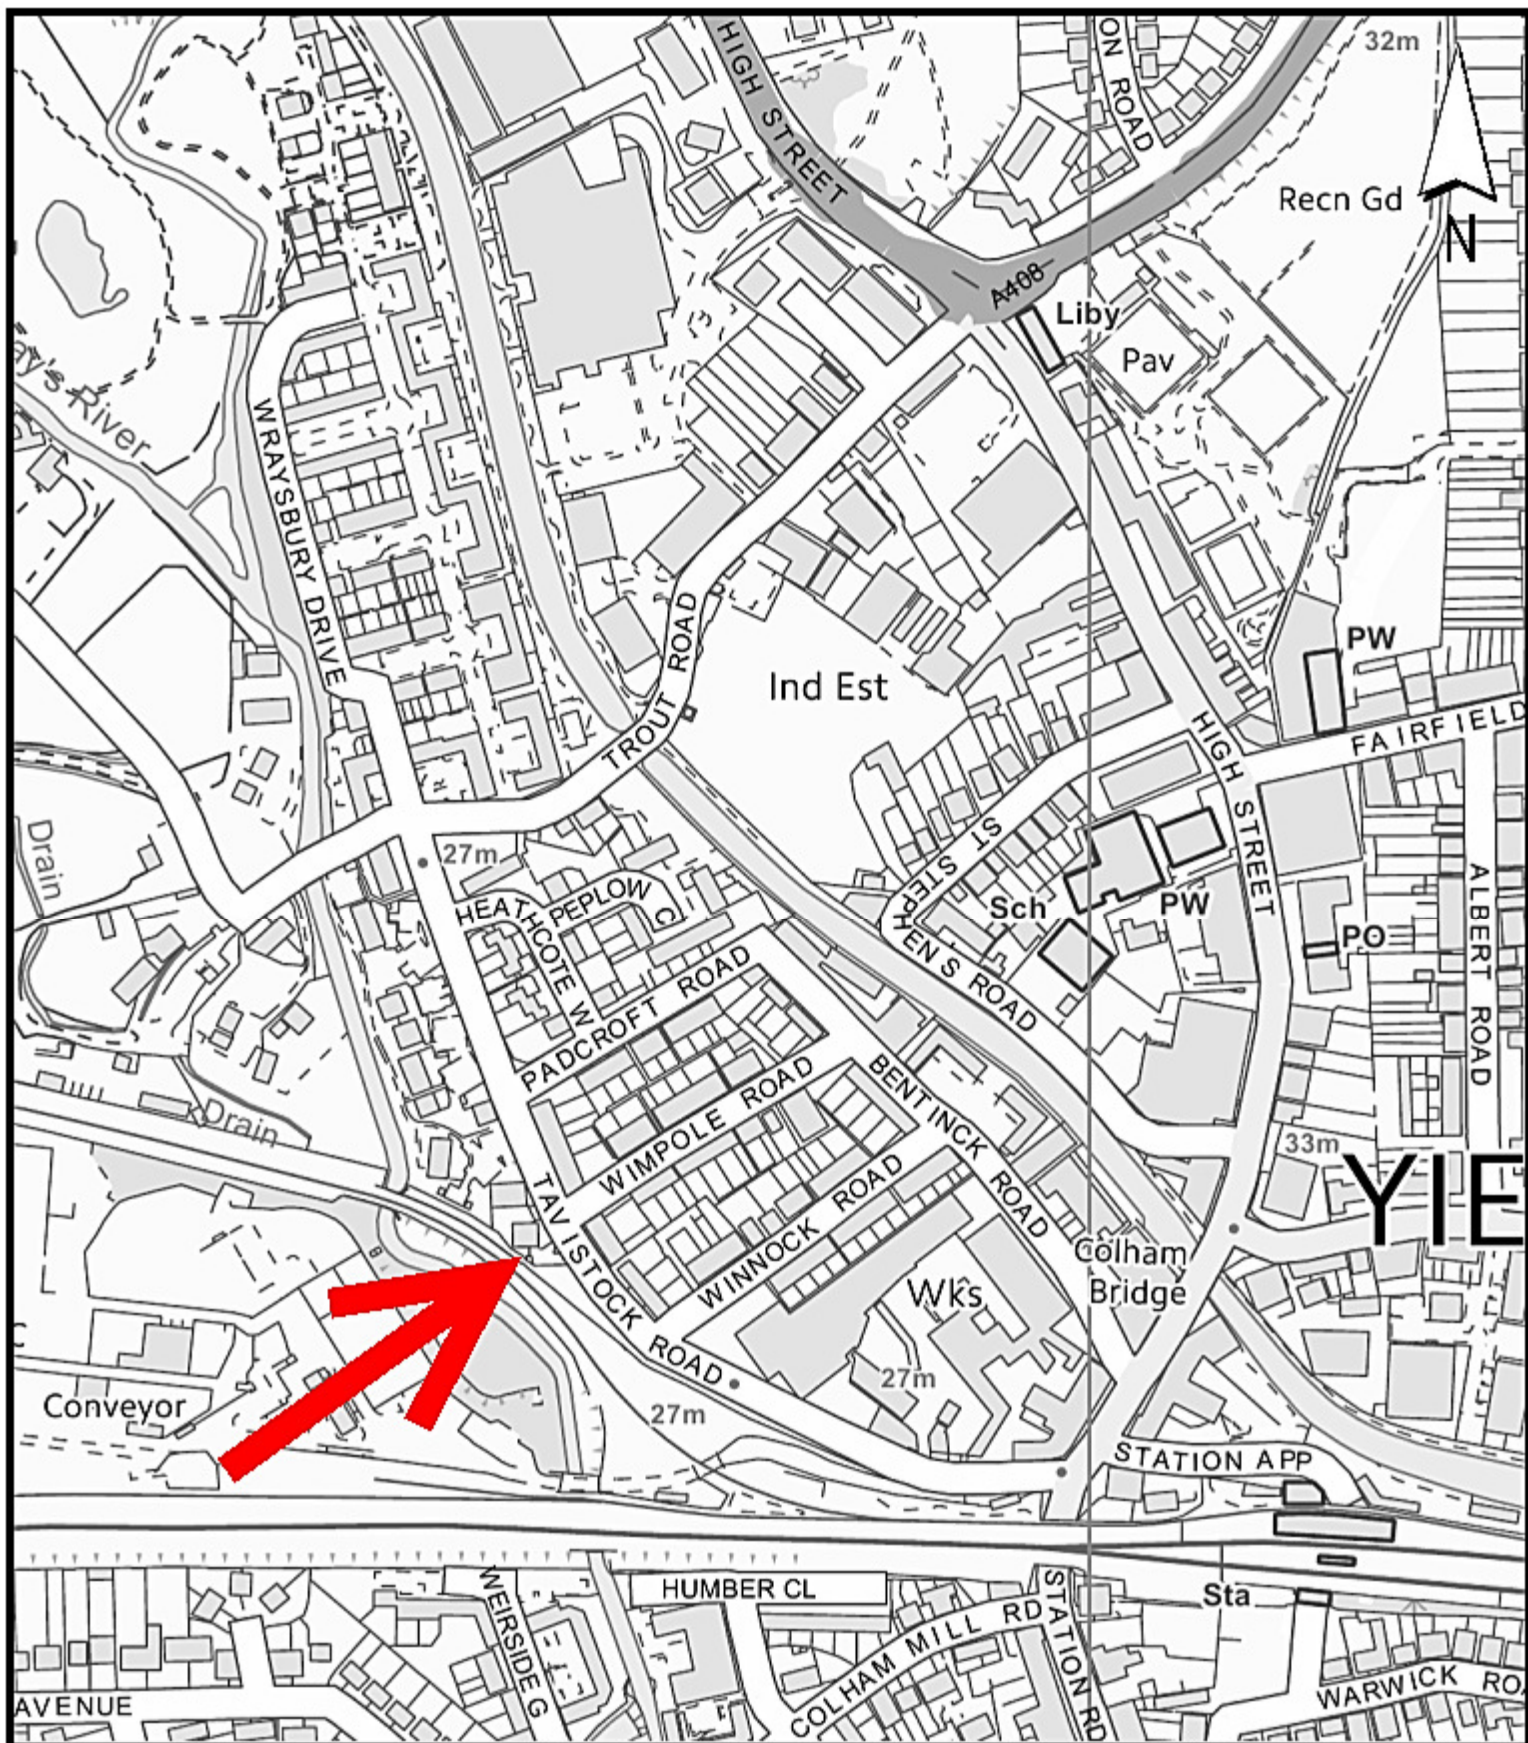 HIGH STREET
ON ROAD
32m
Recn Gd
N
A408
Liby
Pav
ay's River
WRAYSBURY DRIVE
TROUT ROAD
Ind Est
PW
FAIRFIELD
HIGH STREET
Drain
27m
HEATHCOTE W
PEPLOW C
ST STEPHEN'S ROAD
Sch
PW
PO
ALBERT ROAD
PADCROFT ROAD
WIMPOLE ROAD
BENTINCK ROAD
Drain
33m
YIE
TAVISTOCK ROAD
WINNOCK ROAD
Colham
Bridge
Wks
27m
Conveyor
27m
STATION APP
WEIRSIDE G
HUMBER CL
Sta
STATION RD
COLHAM MILL RD
AVENUE
WARWICK RO